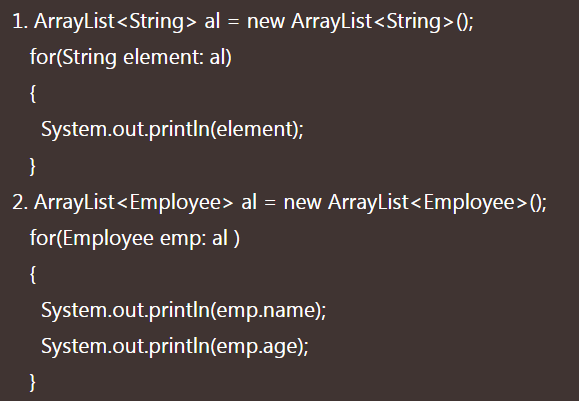 1. ArrayList<String> al = new ArrayList<String>();
for(String element: al)
{
System.out.println(element);
}
2. ArrayList<Employee> al = new ArrayList<Employee>();
for(Employee emp: al )
{
System.out.println(emp.name);
System.out.println(emp.age);
}